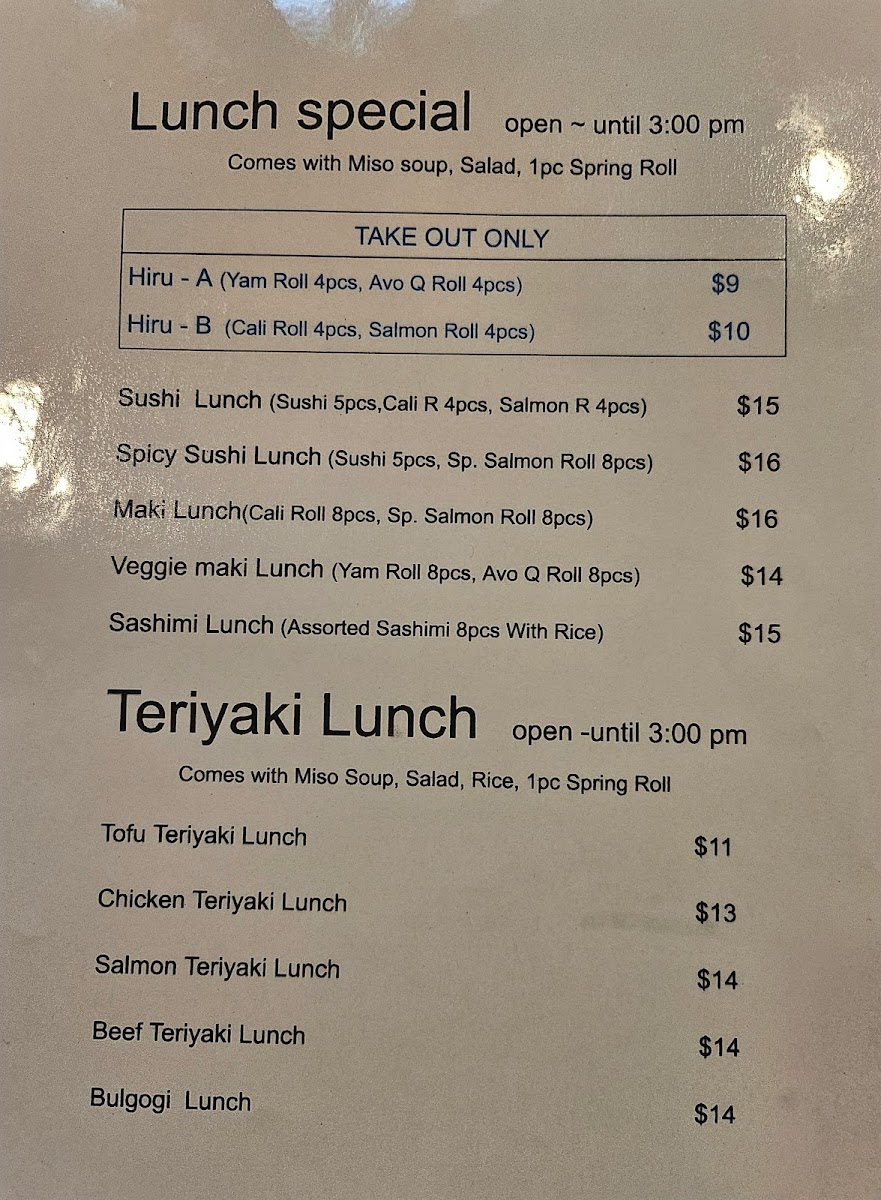 Lunch special open ~ until 3:00 pm
Comes with Miso soup, Salad, 1pc Spring Roll
TAKE OUT ONLY
Hiru - A (Yam Roll 4pcs, Avo Q Roll 4pcs) $9
Hiru - B (Cali Roll 4pcs, Salmon Roll 4pcs) $10
Sushi Lunch (Sushi 5pcs,Cali R 4pcs, Salmon R 4pcs) $15
Spicy Sushi Lunch (Sushi 5pcs, Sp. Salmon Roll 8pcs) $16
Maki Lunch(Cali Roll 8pcs, Sp. Salmon Roll 8pcs) $16
Veggie maki Lunch (Yam Roll 8pcs, Avo Q Roll 8pcs) $14
Sashimi Lunch (Assorted Sashimi 8pcs With Rice) $15
Teriyaki Lunch open -until 3:00 pm
Comes with Miso Soup, Salad, Rice, 1pc Spring Roll
Tofu Teriyaki Lunch $11
Chicken Teriyaki Lunch $13
Salmon Teriyaki Lunch $14
Beef Teriyaki Lunch $14
Bulgogi Lunch $14